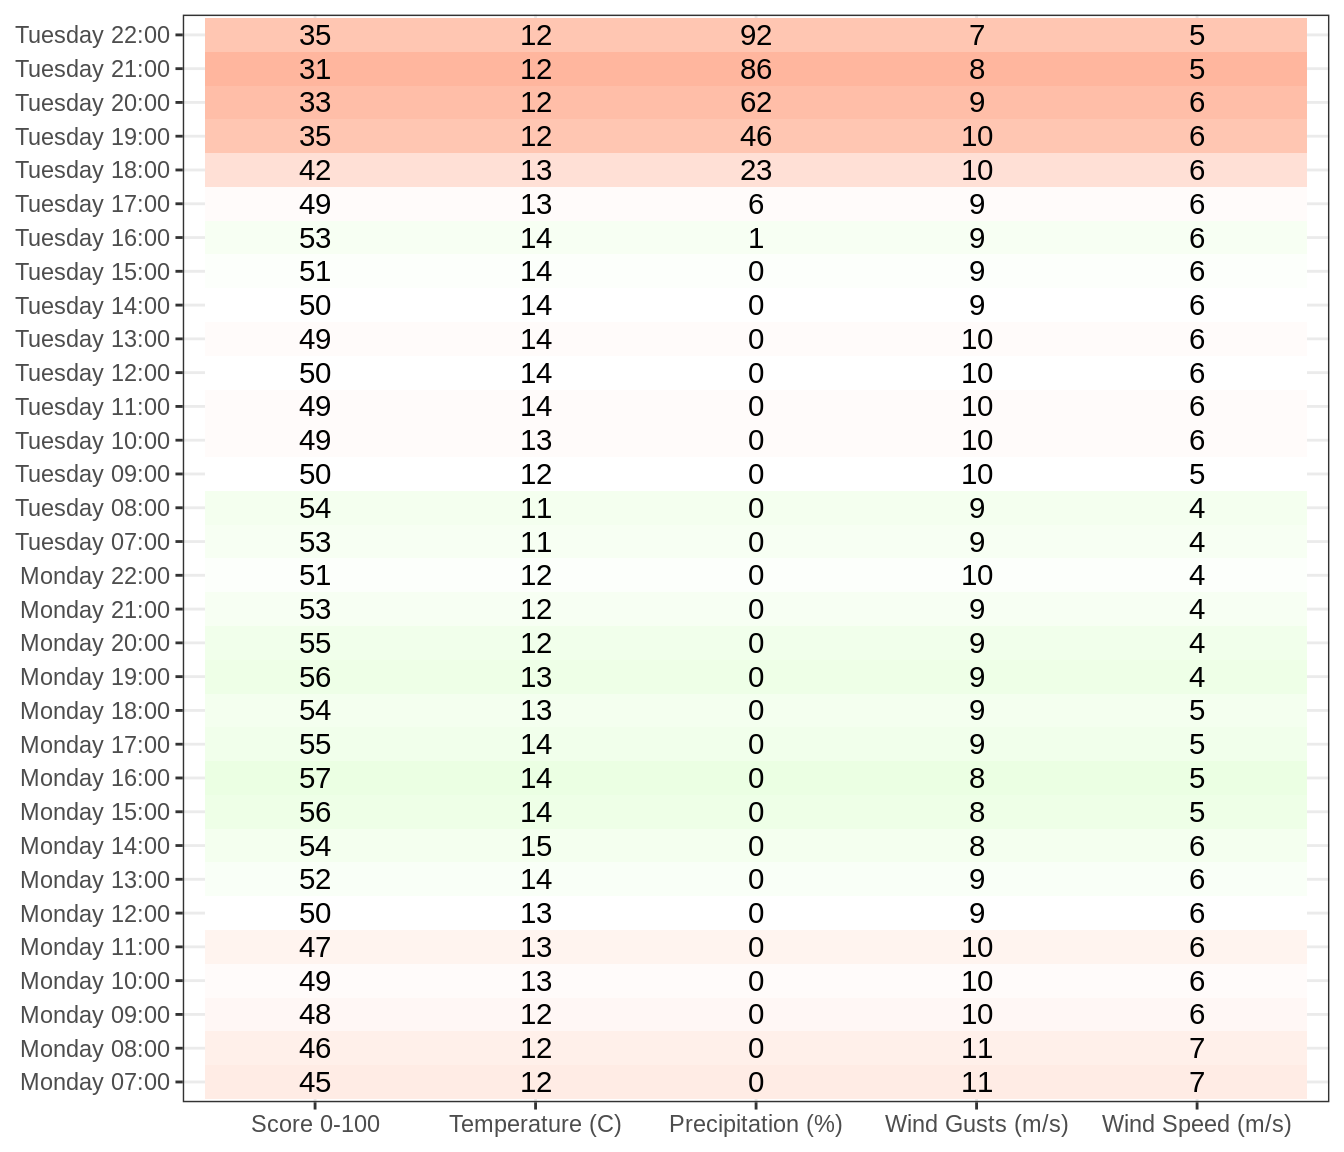 Tuesday 22:00 35 12 92 7 5
Tuesday 21:00 31 12 86 8 5
Tuesday 20:00 33 12 62 9 6
Tuesday 19:00 35 12 46 10 6
Tuesday 18:00 42 13 23 10 6
Tuesday 17:00 49 13 6 9 6
Tuesday 16:00 53 14 1 9 6
Tuesday 15:00 51 14 0 9 6
Tuesday 14:00 50 14 0 9 6
Tuesday 13:00 49 14 0 10 6
Tuesday 12:00 50 14 0 10 6
Tuesday 11:00 49 14 0 10 6
Tuesday 10:00 49 13 0 10 6
Tuesday 09:00 50 12 0 10 5
Tuesday 08:00 54 11 0 9 4
Tuesday 07:00 53 11 0 9 4
Monday 22:00 51 12 0 10 4
Monday 21:00 53 12 0 9 4
Monday 20:00 55 12 0 9 4
Monday 19:00 56 13 0 9 4
Monday 18:00 54 13 0 9 5
Monday 17:00 55 14 0 9 5
Monday 16:00 57 14 0 8 5
Monday 15:00 56 14 0 8 5
Monday 14:00 54 15 0 8 6
Monday 13:00 52 14 0 9 6
Monday 12:00 50 13 0 9 6
Monday 11:00 47 13 0 10 6
Monday 10:00 49 13 0 10 6
Monday 09:00 48 12 0 10 6
Monday 08:00 46 12 0 11 7
Monday 07:00 45 12 0 11 7
Score 0-100 Temperature (C) Precipitation (%) Wind Gusts (m/s) Wind Speed (m/s)